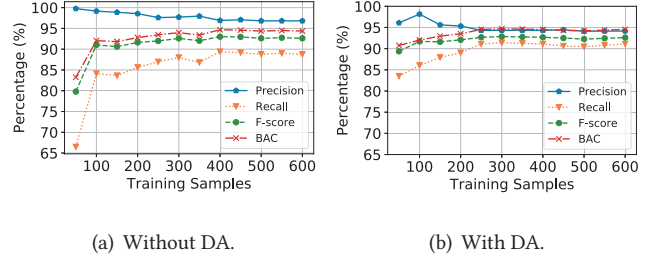 100
95
90
85
80
75
70
65
Percentage (%)
Precision
Recall
F-score
BAC
100 200 300 400 500 600
Training Samples
(a) Without DA.
100
95
90
85
80
75
70
65
Percentage (%)
Precision
Recall
F-score
BAC
100 200 300 400 500 600
Training Samples
(b) With DA.